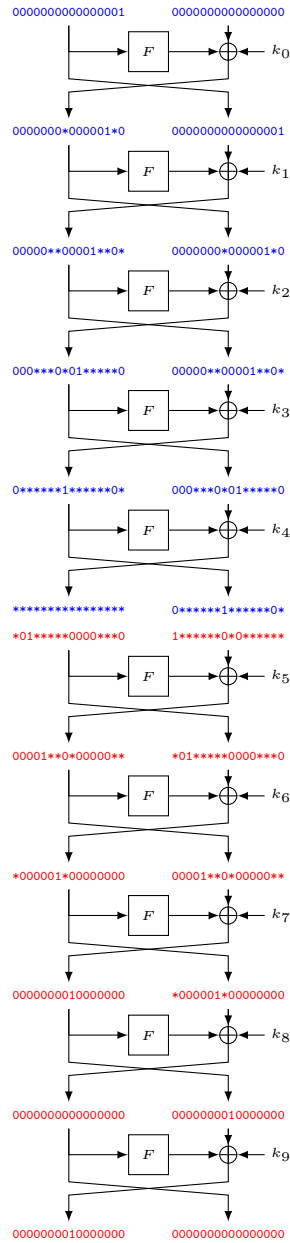 0000000000000001 0000000000000000
F k₀
0000000*000001*0 0000000000000001
F k₁
00000**00001**0* 0000000*000001*0
F k₂
000***0*01*****0 00000**00001**0*
F k₃
0******1******0* 000***0*01*****0
F k₄
**************** 0******1******0*
*01*****0000***0 1******0*0******
F k₅
00001**0*00000** *01*****0000***0
F k₆
*000001*00000000 00001**0*00000**
F k₇
0000000010000000 *000001*00000000
F k₈
0000000000000000 0000000010000000
F k₉
0000000010000000 0000000000000000